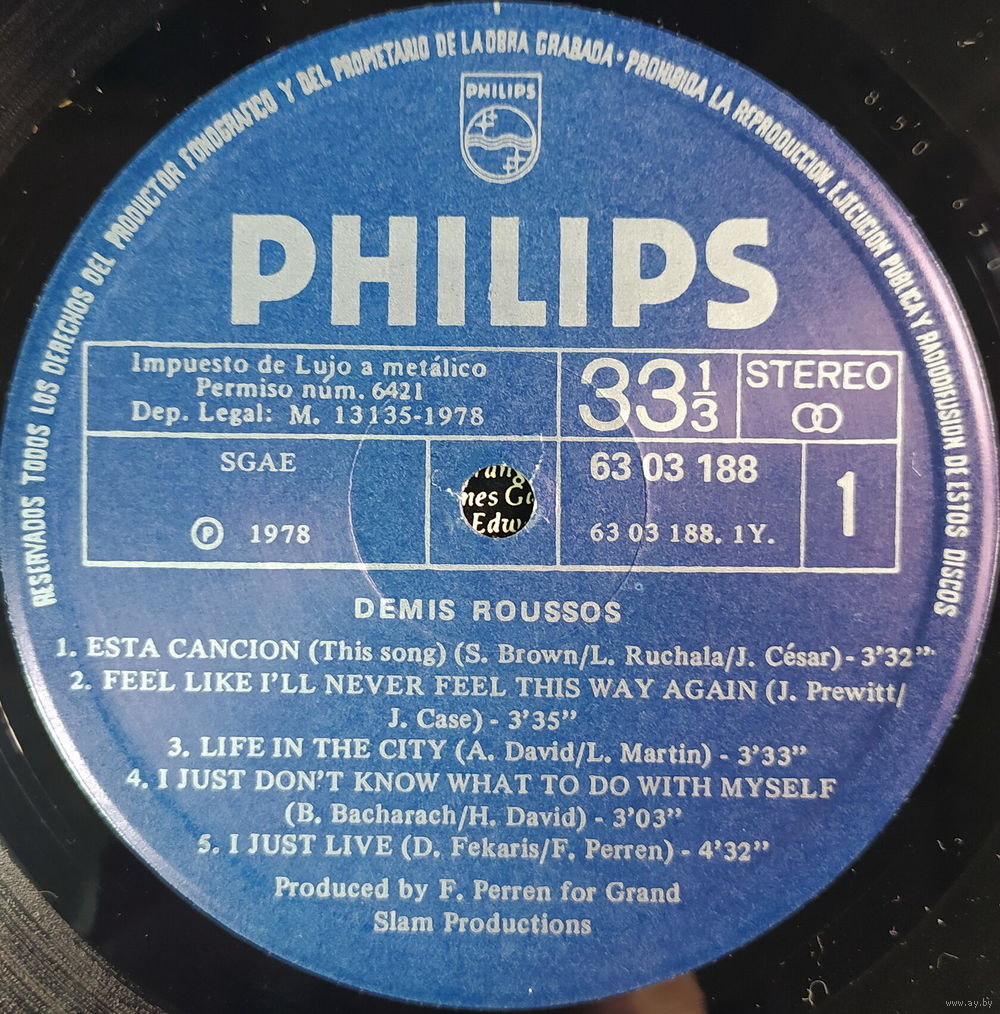 RESERVADOS TODOS LOS DERECHOS DEL PRODUCTOR FONOGRAFICO Y DEL PROPIETARIO DE LA OBRA GRABADA · PROHIBIDA LA REPRODUCCION, EJECUCION PUBLICA Y RADIODIFUSION DE ESTOS DISCOS
PHILIPS
PHILIPS
Impuesto de Lujo a metálico
Permiso núm. 6421
Dep. Legal: M. 13135-1978
33 1/3
STEREO
SGAE
Ⓟ 1978
nes G
Edw
63 03 188
63 03 188. 1Y.
1
DEMIS ROUSSOS
1. ESTA CANCION (This song) (S. Brown/L. Ruchala/J. César) - 3'32"
2. FEEL LIKE I'LL NEVER FEEL THIS WAY AGAIN (J. Prewitt/
J. Case) - 3'35"
3. LIFE IN THE CITY (A. David/L. Martin) - 3'33"
4. I JUST DON'T KNOW WHAT TO DO WITH MYSELF
(B. Bacharach/H. David) - 3'03"
5. I JUST LIVE (D. Fekaris/F. Perren) - 4'32"
Produced by F. Perren for Grand
Slam Productions
www.ay.by